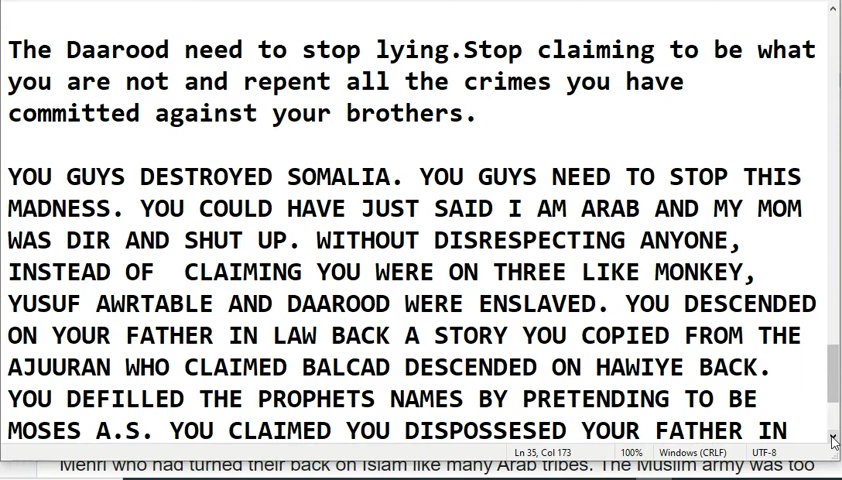 The Daarood need to stop lying.Stop claiming to be what
you are not and repent all the crimes you have
committed against your brothers.
YOU GUYS DESTROYED SOMALIA. YOU GUYS NEED TO STOP THIS
MADNESS. YOU COULD HAVE JUST SAID I AM ARAB AND MY MOM
WAS DIR AND SHUT UP. WITHOUT DISRESPECTING ANYONE,
INSTEAD OF  CLAIMING YOU WERE ON THREE LIKE MONKEY,
YUSUF AWRTABLE AND DAAROOD WERE ENSLAVED. YOU DESCENDED
ON YOUR FATHER IN LAW BACK A STORY YOU COPIED FROM THE
AJUURAN WHO CLAIMED BALCAD DESCENDED ON HAWIYE BACK.
YOU DEFILLED THE PROPHETS NAMES BY PRETENDING TO BE
MOSES A.S. YOU CLAIMED YOU DISPOSSESED YOUR FATHER IN
Ln 35, Col 173 100% Windows (CRLF) UTF-8
Mehri who had turned their back on Islam like many Arab tribes. The Muslim army was too